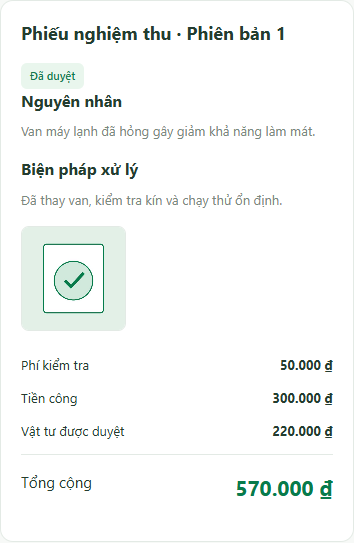 Phiếu nghiệm thu · Phiên bản 1
Đã duyệt
Nguyên nhân
Van máy lạnh đã hỏng gây giảm khả năng làm mát.
Biện pháp xử lý
Đã thay van, kiểm tra kín và chạy thử ổn định.
Phí kiểm tra 50.000 ₫
Tiền công 300.000 ₫
Vật tư được duyệt 220.000 ₫
Tổng cộng 570.000 ₫